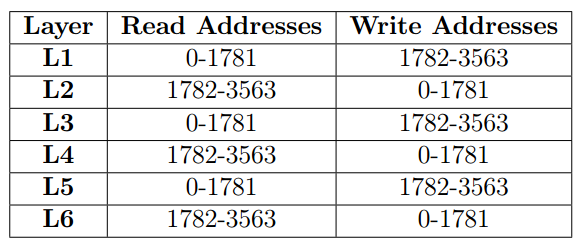 Layer Read Addresses Write Addresses
L1 0-1781 1782-3563
L2 1782-3563 0-1781
L3 0-1781 1782-3563
L4 1782-3563 0-1781
L5 0-1781 1782-3563
L6 1782-3563 0-1781